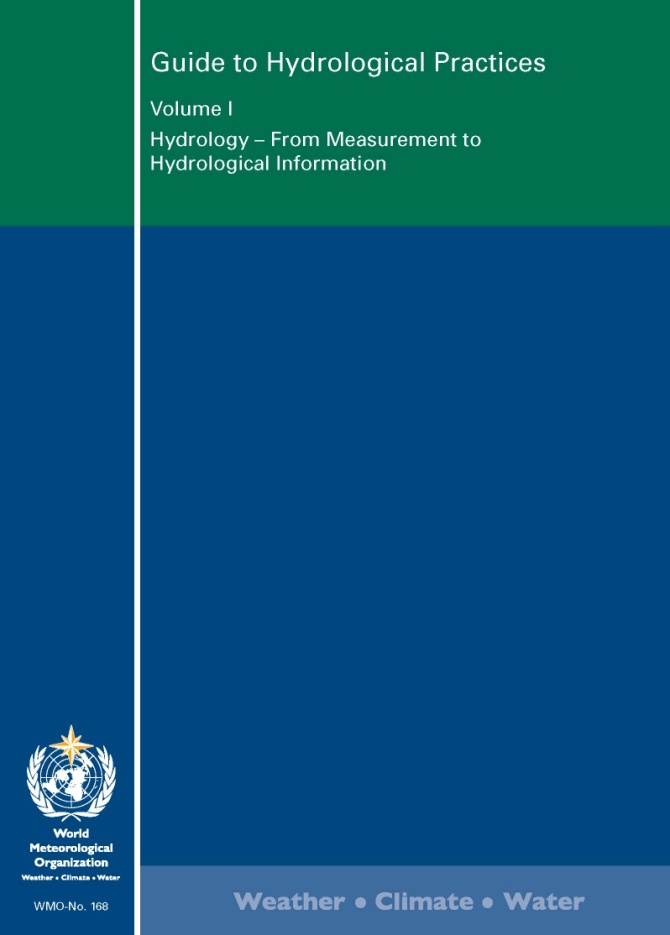 Guide to Hydrological Practices
Volume I
Hydrology – From Measurement to
Hydrological Information
World
Meteorological
Organization
Weather • Climate • Water
WMO-No. 168
Weather • Climate • Water